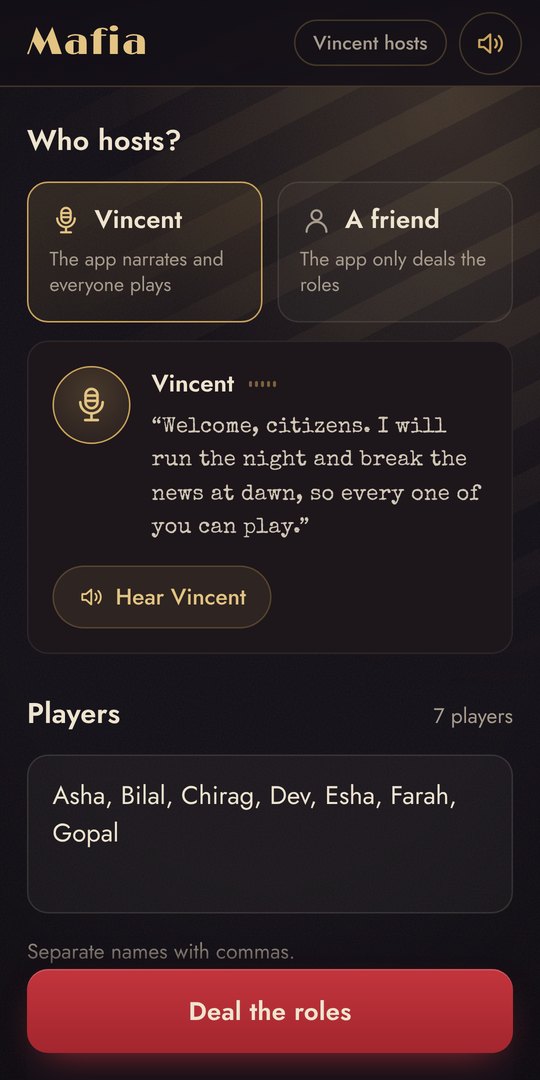 Mafia
Vincent hosts
Who hosts?
Vincent
The app narrates and
everyone plays
A friend
The app only deals the
roles
Vincent
“Welcome, citizens. I will
run the night and break the
news at dawn, so every one of
you can play.”
Hear Vincent
Players
7 players
Asha, Bilal, Chirag, Dev, Esha, Farah,
Gopal
Separate names with commas.
Deal the roles